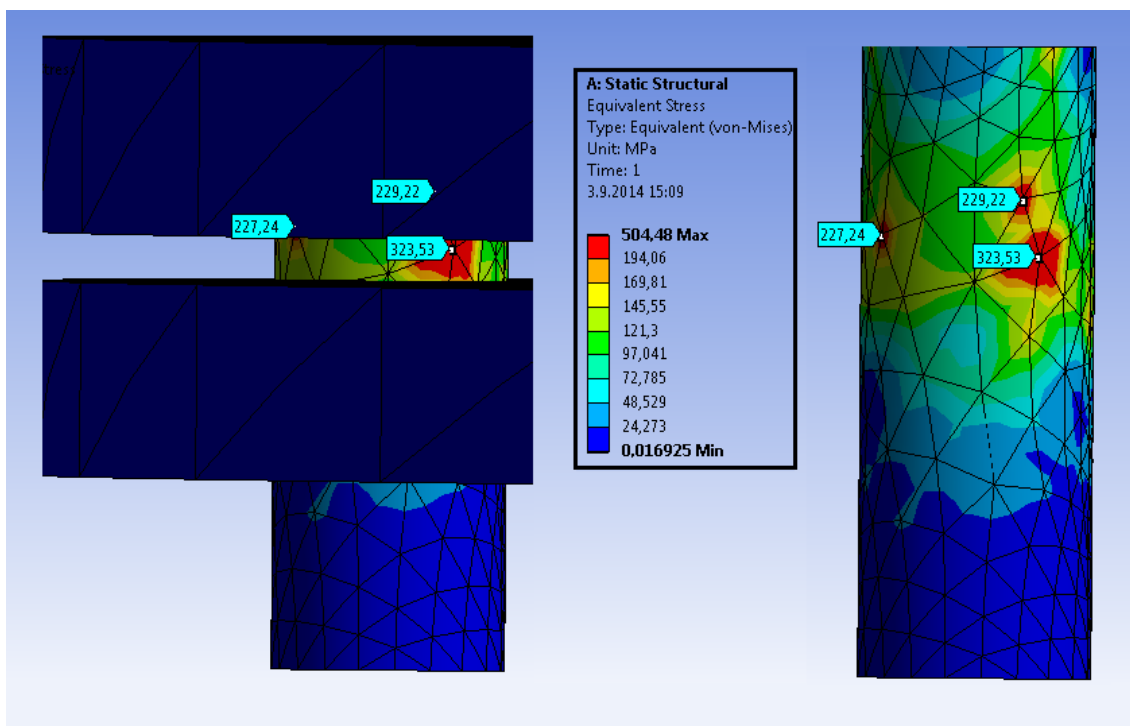 tress
229,22
227,24
323,53
A: Static Structural
Equivalent Stress
Type: Equivalent (von-Mises)
Unit: MPa
Time: 1
3.9.2014 15:09
504,48 Max
194,06
169,81
145,55
121,3
97,041
72,785
48,529
24,273
0,016925 Min
229,22
227,24
323,53